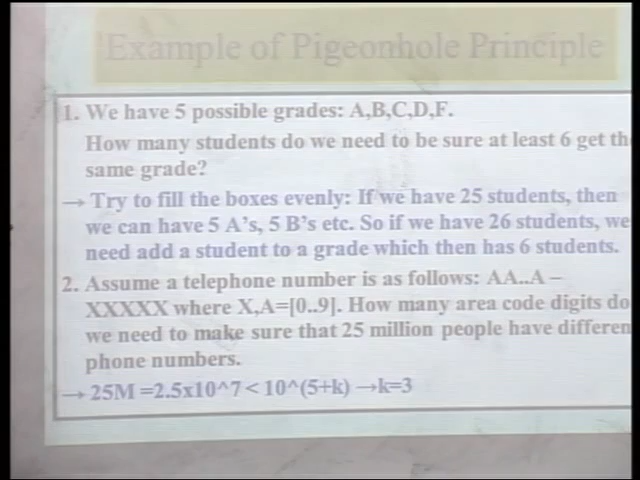 Example of Pigeonhole Principle
1. We have 5 possible grades: A,B,C,D,F.
How many students do we need to be sure at least 6 get th
same grade?
→ Try to fill the boxes evenly: If we have 25 students, then
we can have 5 A's, 5 B's etc. So if we have 26 students, we
need add a student to a grade which then has 6 students.
2. Assume a telephone number is as follows: AA..A –
XXXXX where X,A=[0..9]. How many area code digits do
we need to make sure that 25 million people have differen
phone numbers.
→ 25M =2.5x10^7 < 10^(5+k) →k=3